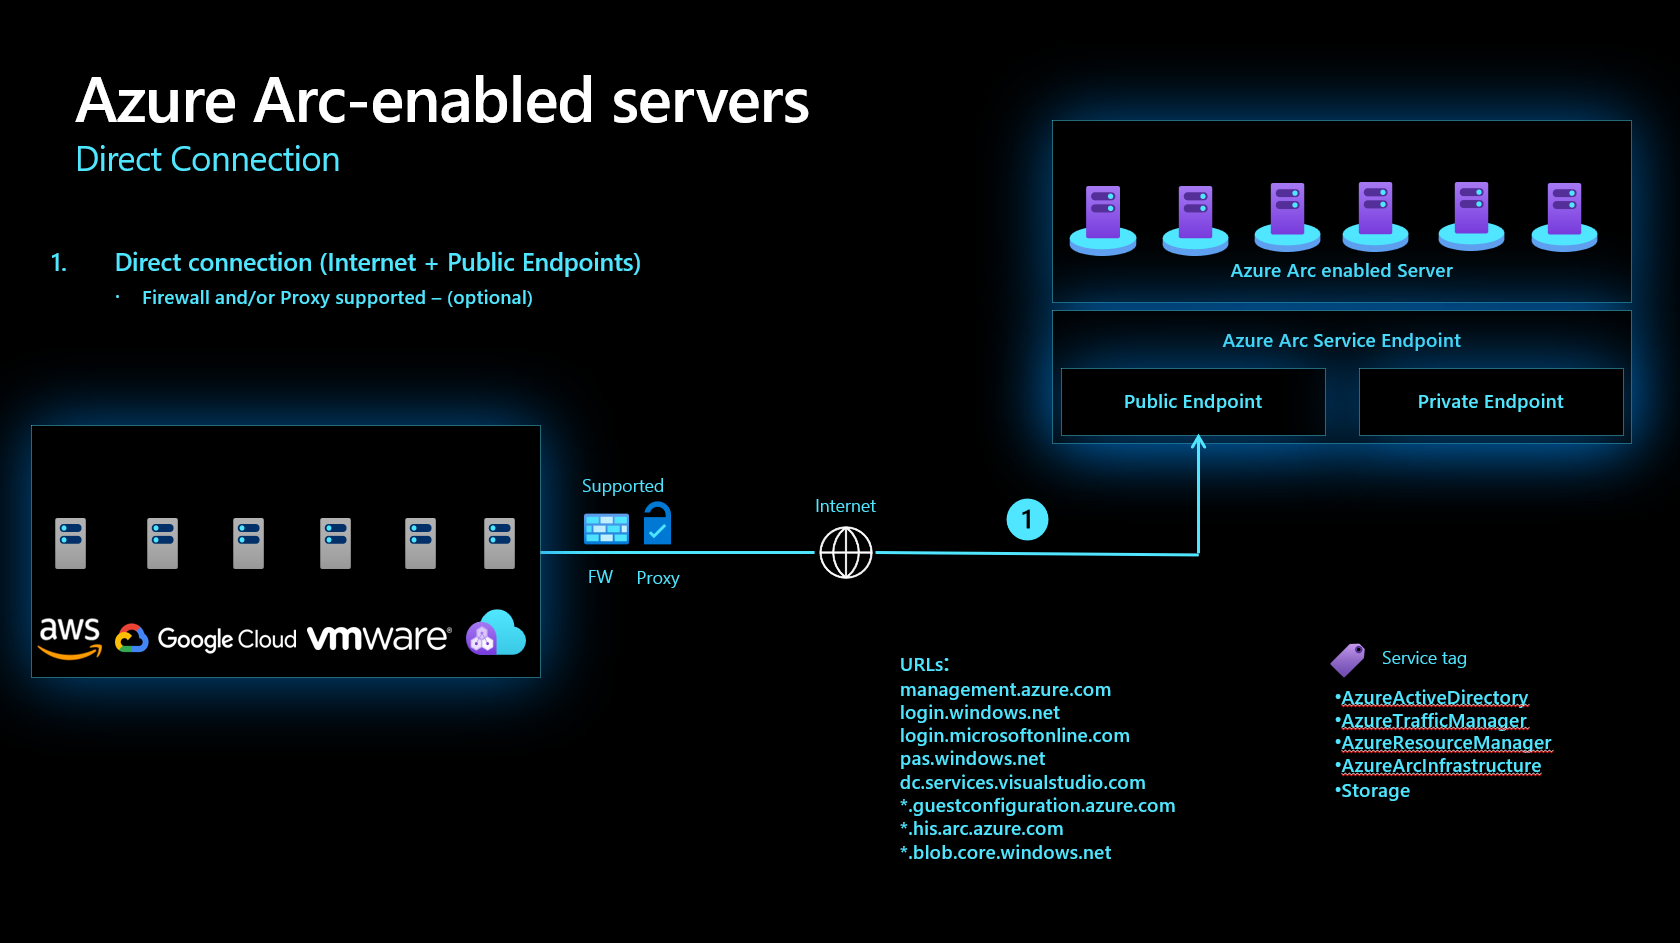 Azure Arc-enabled servers
Direct Connection
1. Direct connection (Internet + Public Endpoints)
· Firewall and/or Proxy supported – (optional)
Azure Arc enabled Server
Azure Arc Service Endpoint
Public Endpoint
Private Endpoint
Supported
FW
Proxy
Internet
1
aws
Google Cloud
vmware®
URLs:
management.azure.com
login.windows.net
login.microsoftonline.com
pas.windows.net
dc.services.visualstudio.com
*.guestconfiguration.azure.com
*.his.arc.azure.com
*.blob.core.windows.net
Service tag
•AzureActiveDirectory
•AzureTrafficManager
•AzureResourceManager
•AzureArcInfrastructure
•Storage